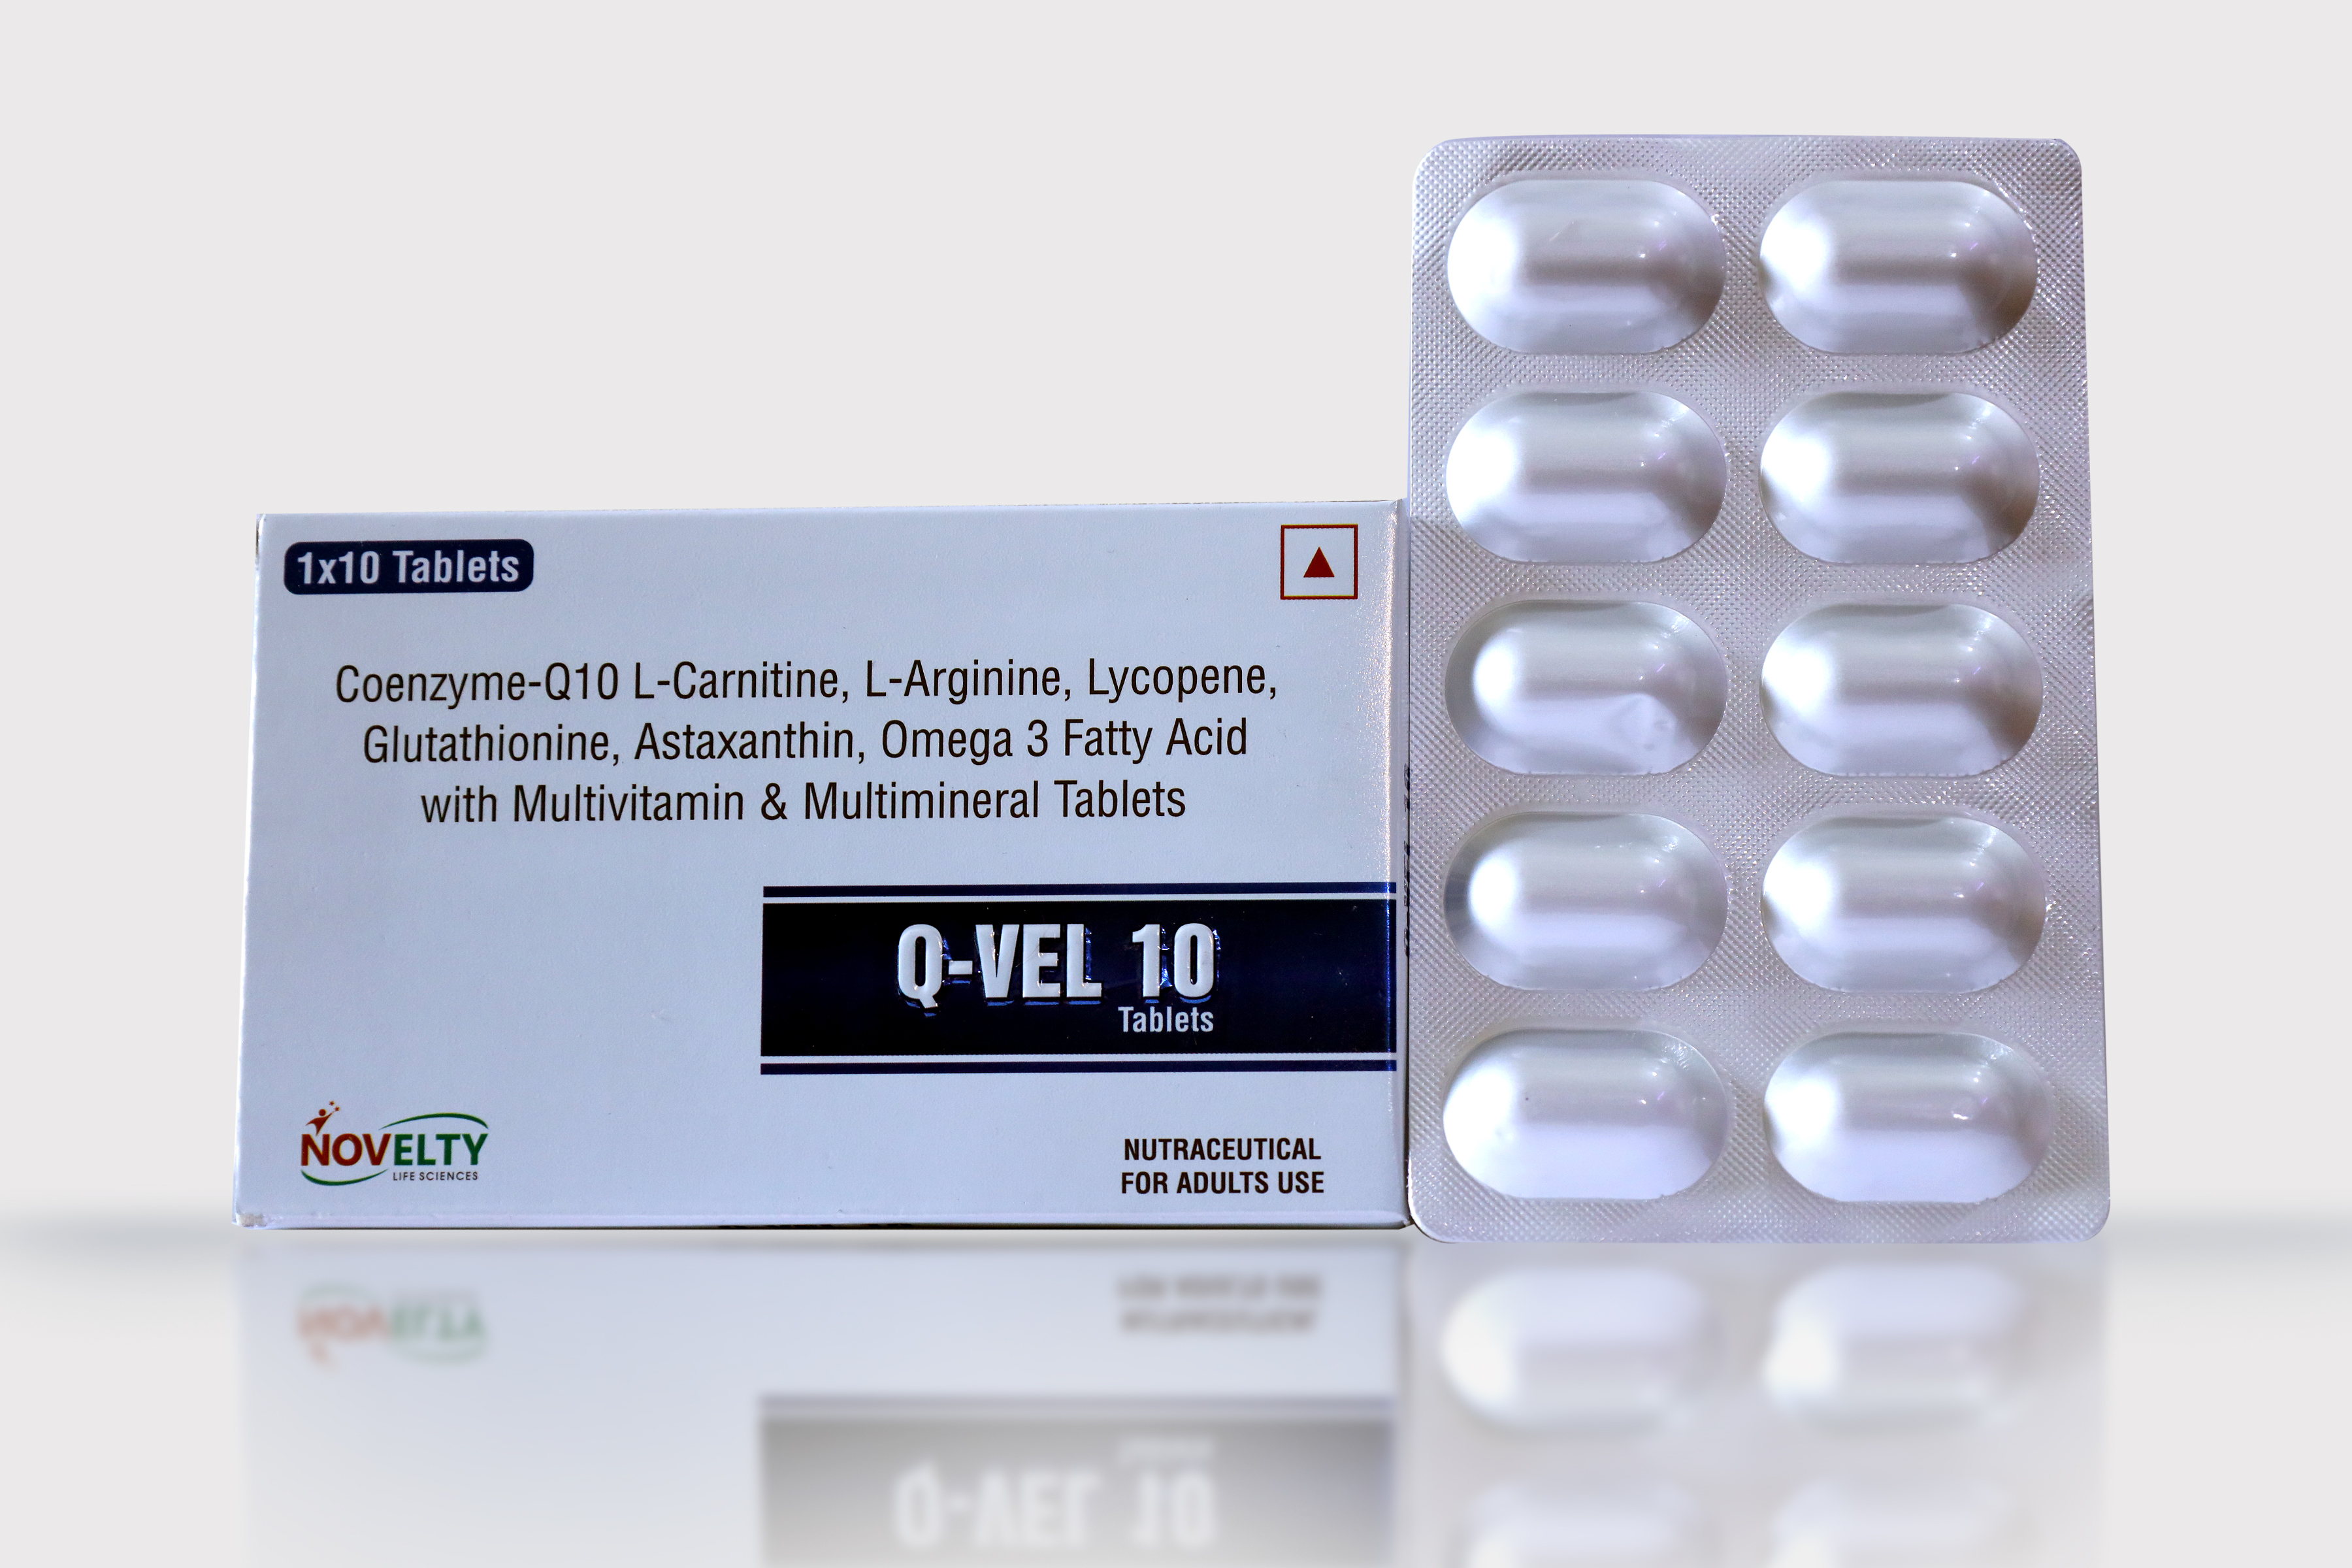 1x10 Tablets
Coenzyme-Q10 L-Carnitine, L-Arginine, Lycopene,
Glutathionine, Astaxanthin, Omega 3 Fatty Acid
with Multivitamin & Multimineral Tablets
Q-VEL 10
Tablets
NOVELTY
LIFE SCIENCES
NUTRACEUTICAL
FOR ADULTS USE